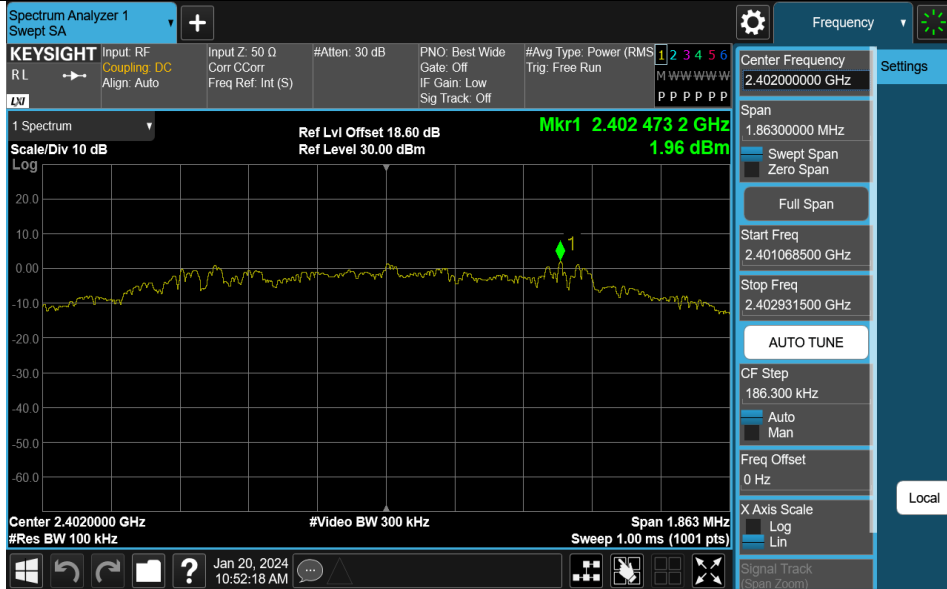 Spectrum Analyzer 1
Swept SA
Frequency
KEYSIGHT
R L
LXI
Input: RF
Coupling: DC
Align: Auto
Input Z: 50 Ω
Corr CCorr
Freq Ref: Int (S)
#Atten: 30 dB
PNO: Best Wide
Gate: Off
IF Gain: Low
Sig Track: Off
#Avg Type: Power (RMS
Trig: Free Run
1 2 3 4 5 6
M W W W W W
P P P P P P
1 Spectrum
Scale/Div 10 dB
Log
Ref Lvl Offset 18.60 dB
Ref Level 30.00 dBm
Mkr1 2.402 473 2 GHz
1.96 dBm
20.0
10.0
0.00
-10.0
-20.0
-30.0
-40.0
-50.0
-60.0
1
Center 2.4020000 GHz
#Res BW 100 kHz
#Video BW 300 kHz
Span 1.863 MHz
Sweep 1.00 ms (1001 pts)
Jan 20, 2024
10:52:18 AM
Center Frequency
2.402000000 GHz
Span
1.86300000 MHz
Swept Span
Zero Span
Full Span
Start Freq
2.401068500 GHz
Stop Freq
2.402931500 GHz
AUTO TUNE
CF Step
186.300 kHz
Auto
Man
Freq Offset
0 Hz
X Axis Scale
Log
Lin
Signal Track
(Span Zoom)
Settings
Local